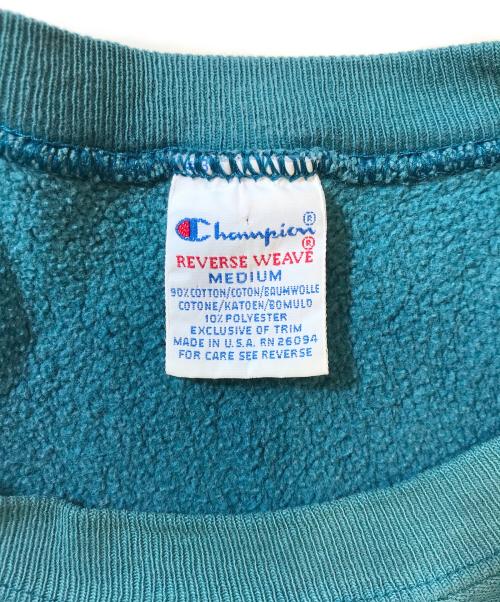 Champion®
REVERSE WEAVE®
MEDIUM
90% COTTON/COTON/BAUMWOLLE
COTONE/KATOEN/BOMULD
10% POLYESTER
EXCLUSIVE OF TRIM
MADE IN U.S.A. RN 26094
FOR CARE SEE REVERSE